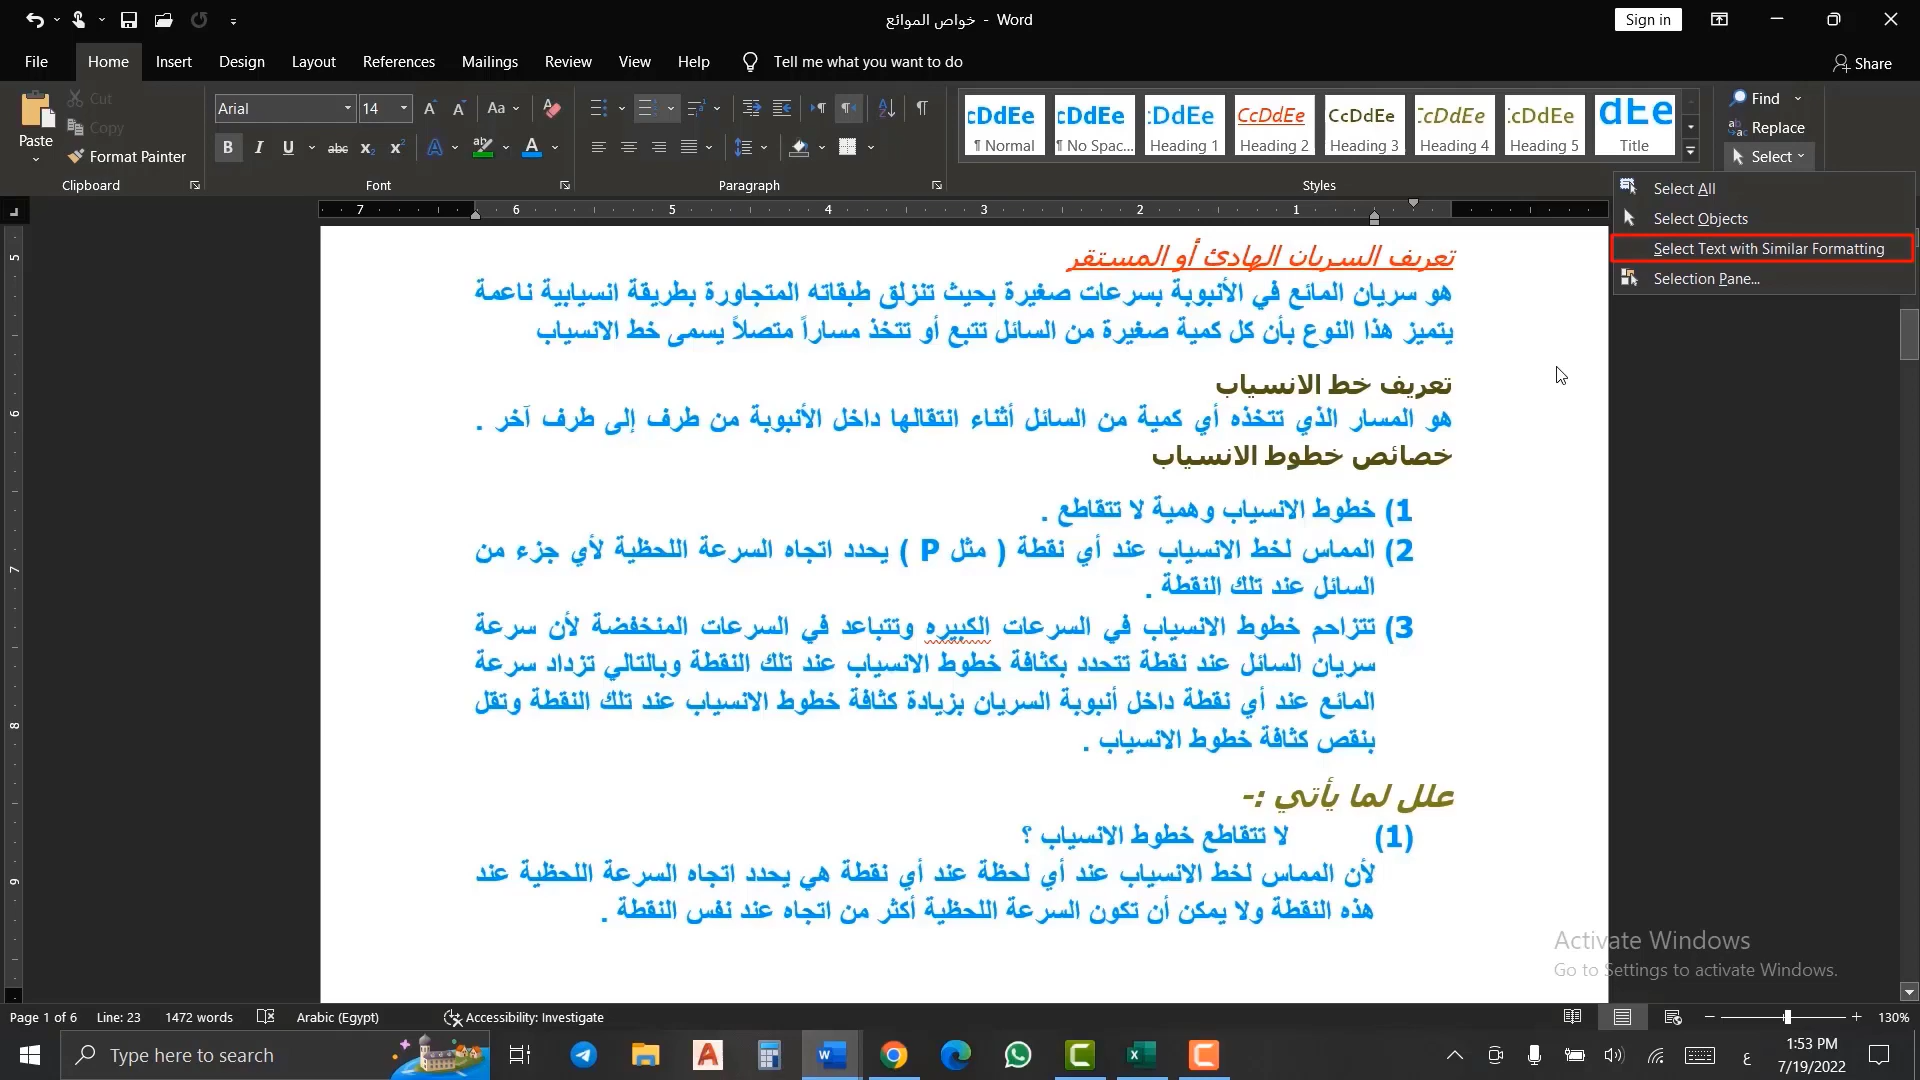 خواص الموائع - Word
Sign in
File Home Insert Design Layout References Mailings Review View Help Tell me what you want to do Share
Paste
Cut
Copy
Format Painter
Clipboard
Arial 14
Font
Paragraph
¶ Normal
¶ No Spac...
Heading 1
Heading 2
Heading 3
Heading 4
Heading 5
Title
Styles
Find
Replace
Select
Select All
Select Objects
Select Text with Similar Formatting
Selection Pane...
7 6 5 4 3 2 1
تعريف السريان الهادئ أو المستقر
هو سريان المائع في الأنبوبة بسرعات صغيرة بحيث تنزلق طبقاته المتجاورة بطريقة انسيابية ناعمة
يتميز هذا النوع بأن كل كمية صغيرة من السائل تتبع أو تتخذ مساراً متصلاً يسمى خط الانسياب
تعريف خط الانسياب
هو المسار الذي تتخذه أي كمية من السائل أثناء انتقالها داخل الأنبوبة من طرف إلى طرف آخر .
خصائص خطوط الانسياب
1) خطوط الانسياب وهمية لا تتقاطع .
2) المماس لخط الانسياب عند أي نقطة ( مثل P ) يحدد اتجاه السرعة اللحظية لأي جزء من
السائل عند تلك النقطة .
3) تتزاحم خطوط الانسياب في السرعات الكبيره وتتباعد في السرعات المنخفضة لأن سرعة
سريان السائل عند نقطة تتحدد بكثافة خطوط الانسياب عند تلك النقطة وبالتالي تزداد سرعة
المائع عند أي نقطة داخل أنبوبة السريان بزيادة كثافة خطوط الانسياب عند تلك النقطة وتقل
بنقص كثافة خطوط الانسياب .
علل لما يأتي :-
(1) لا تتقاطع خطوط الانسياب ؟
لأن المماس لخط الانسياب عند أي لحظة عند أي نقطة هي يحدد اتجاه السرعة اللحظية عند
هذه النقطة ولا يمكن أن تكون السرعة اللحظية أكثر من اتجاه عند نفس النقطة .
Activate Windows
Go to Settings to activate Windows.
Page 1 of 6 Line: 23 1472 words Arabic (Egypt) Accessibility: Investigate 130%
Type here to search
ع
1:53 PM
7/19/2022